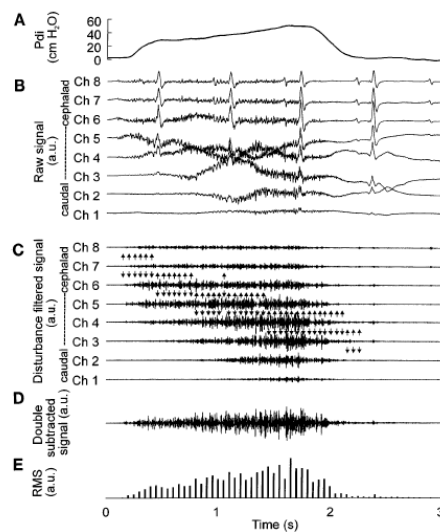 A
Pdi
(cm H₂O)
60
40
20
0
B
Raw signal
(a.u.)
caudal --------cephalad
Ch 8
Ch 7
Ch 6
Ch 5
Ch 4
Ch 3
Ch 2
Ch 1
C
Disturbance filtered signal
(a.u.)
caudal --------cephalad
Ch 8
Ch 7
Ch 6
Ch 5
Ch 4
Ch 3
Ch 2
Ch 1
D
Double
subtracted
signal (a.u.)
E
RMS
(a.u.)
0 1 2 3
Time (s)